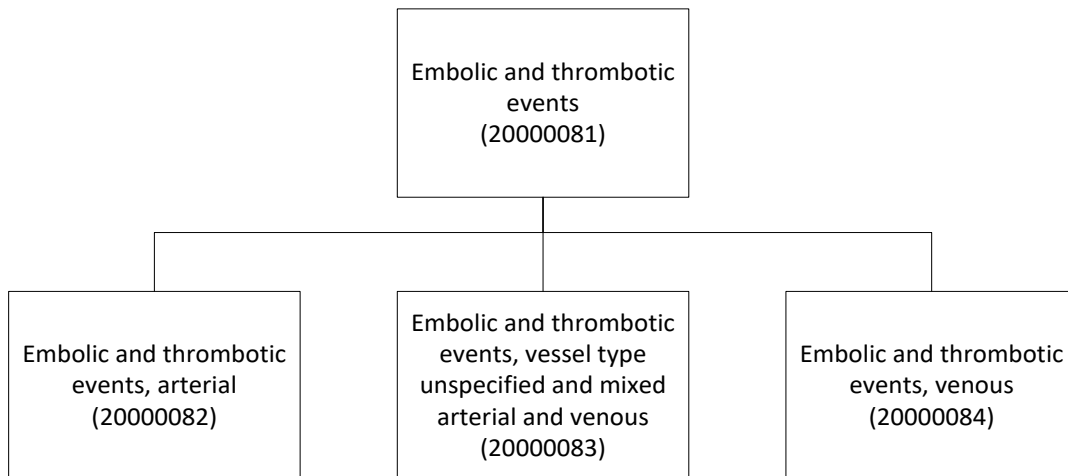 Embolic and thrombotic
events
(20000081)
Embolic and thrombotic
events, arterial
(20000082)
Embolic and thrombotic
events, vessel type
unspecified and mixed
arterial and venous
(20000083)
Embolic and thrombotic
events, venous
(20000084)